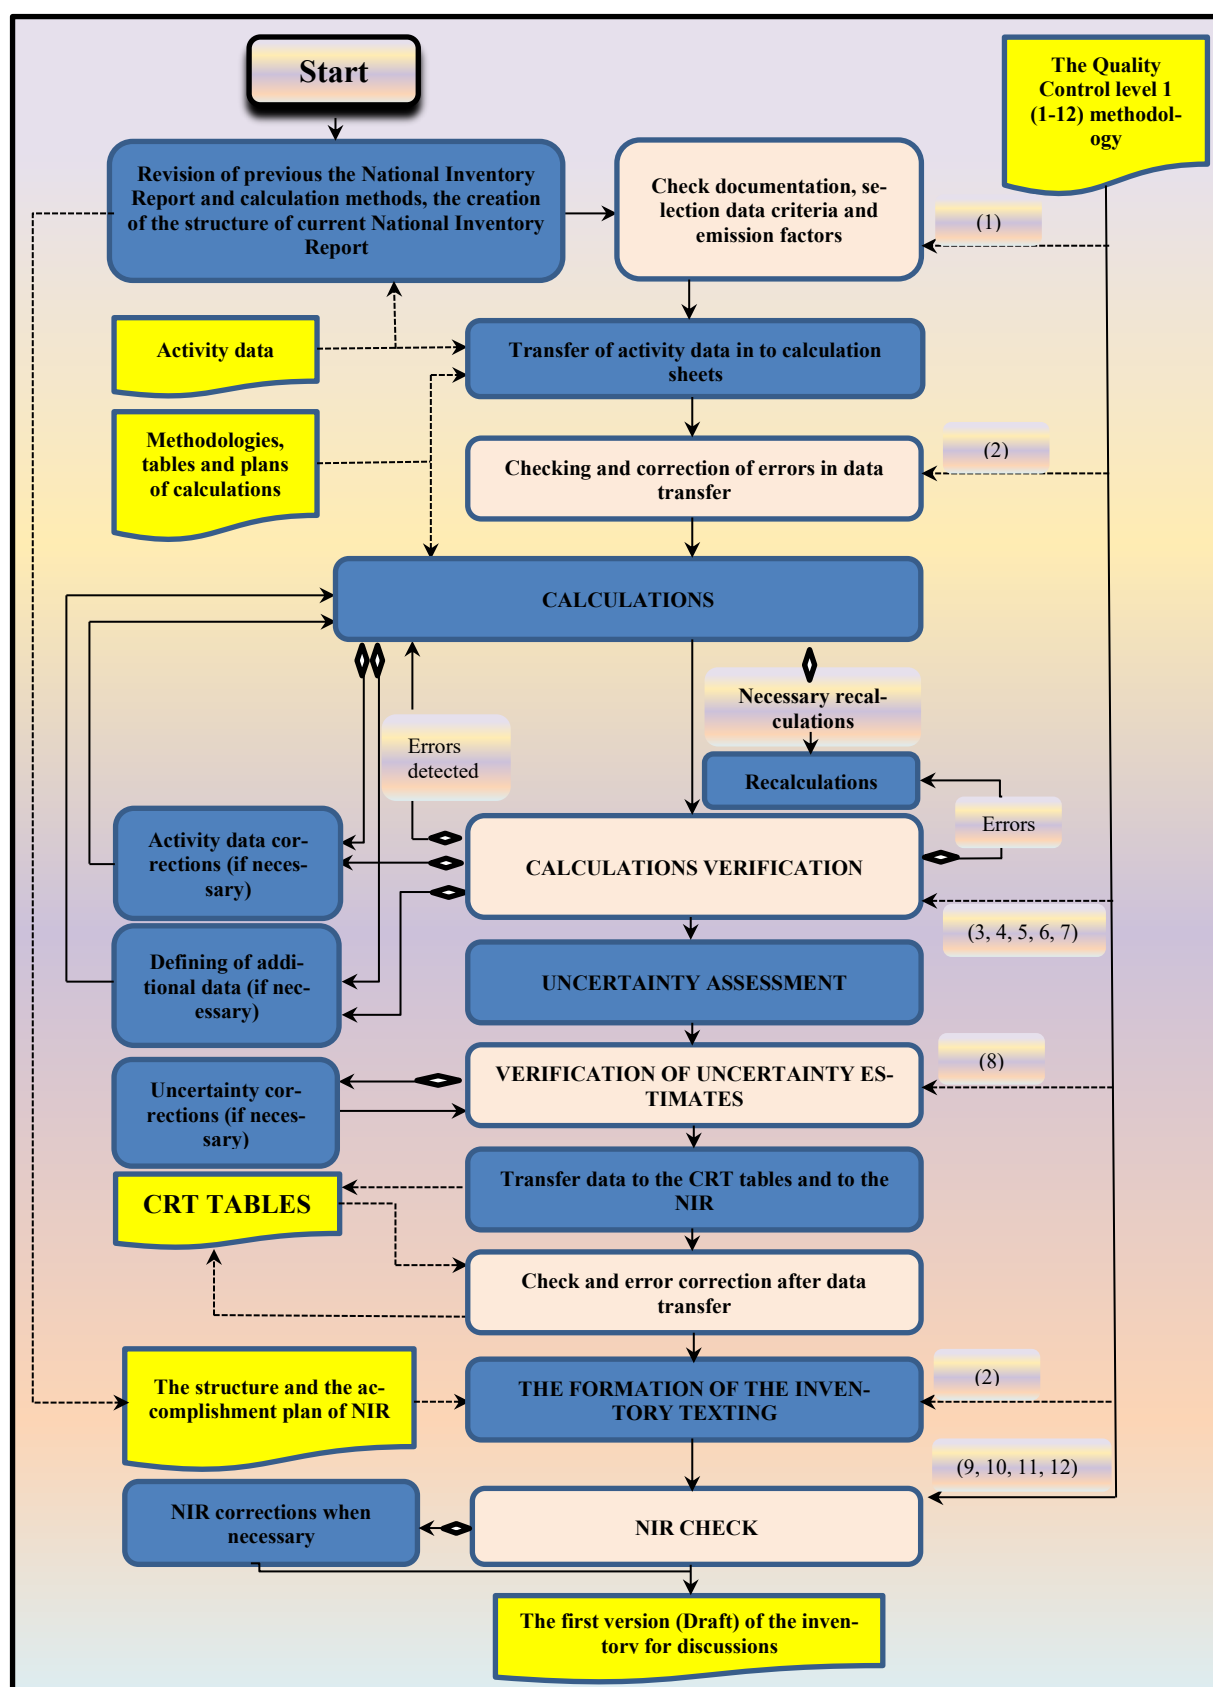 Start
The Quality
Control level 1
(1-12) methodol-
ogy
Revision of previous the National Inventory
Report and calculation methods, the creation
of the structure of current National Inventory
Report
Check documentation, se-
lection data criteria and
emission factors
(1)
Activity data
Transfer of activity data in to calculation
sheets
Methodologies,
tables and plans
of calculations
Checking and correction of errors in data
transfer
(2)
CALCULATIONS
Necessary recal-
culations
Errors
detected
Recalculations
Errors
Activity data cor-
rections (if neces-
sary)
CALCULATIONS VERIFICATION
(3, 4, 5, 6, 7)
Defining of addi-
tional data (if nec-
essary)
UNCERTAINTY ASSESSMENT
(8)
Uncertainty cor-
rections (if neces-
sary)
VERIFICATION OF UNCERTAINTY ES-
TIMATES
CRT TABLES
Transfer data to the CRT tables and to the
NIR
Check and error correction after data
transfer
The structure and the ac-
complishment plan of NIR
THE FORMATION OF THE INVEN-
TORY TEXTING
(2)
(9, 10, 11, 12)
NIR corrections when
necessary
NIR CHECK
The first version (Draft) of the inven-
tory for discussions